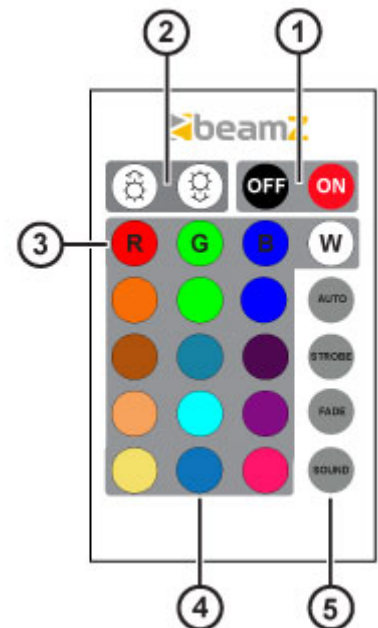 2 1
beamZ
OFF ON
3 R G B W
AUTO
STROBE
FADE
SOUND
4 5